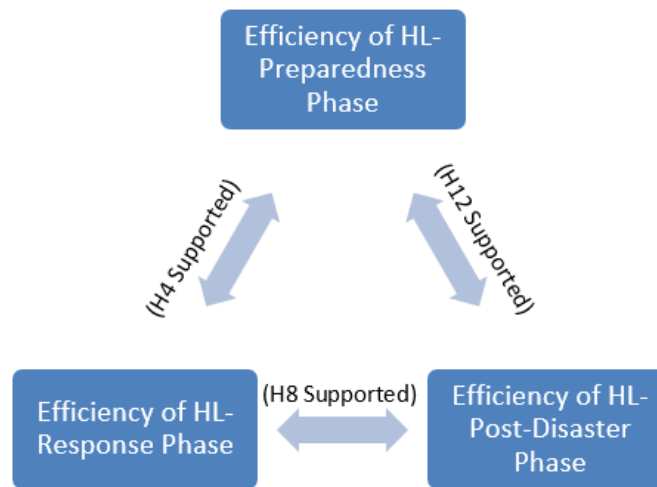 Efficiency of HL-
Preparedness
Phase
(H4 Supported)
(H12 Supported)
(H8 Supported)
Efficiency of HL-
Response Phase
Efficiency of HL-
Post-Disaster
Phase